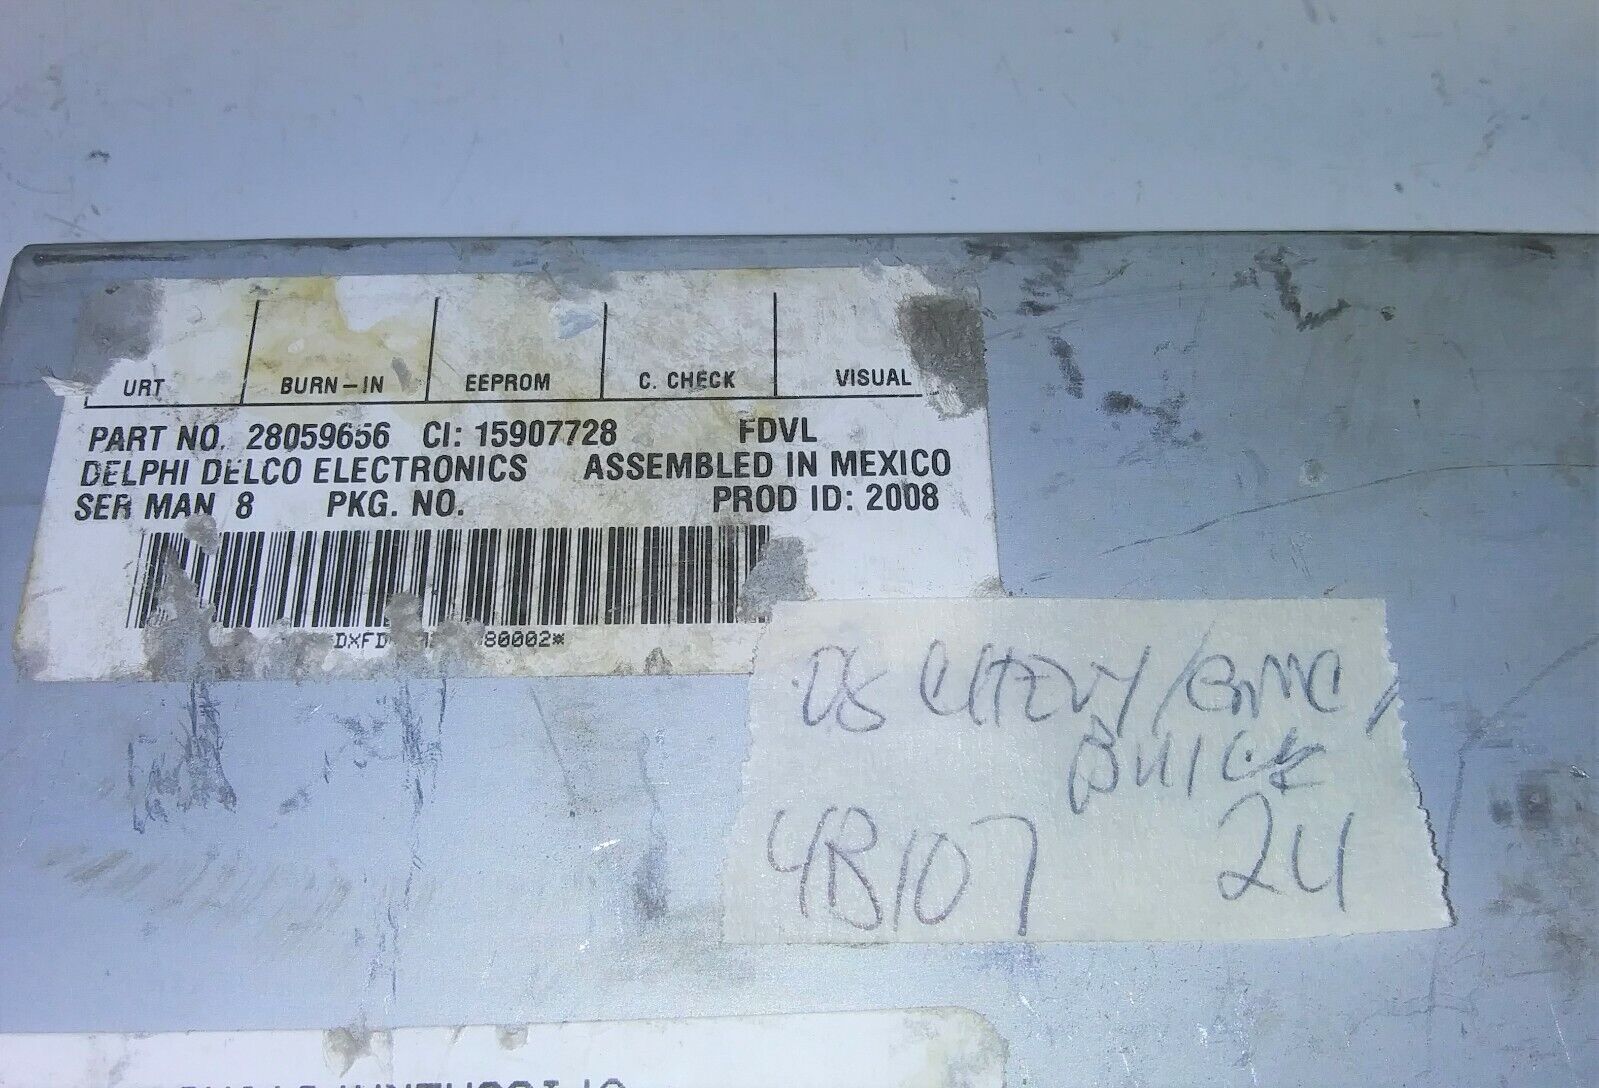 URT BURN-IN EEPROM C. CHECK VISUAL
PART NO. 28059656 CI: 15907728 FDVL
DELPHI DELCO ELECTRONICS ASSEMBLED IN MEXICO
SER MAN 8 PKG. NO. PROD ID: 2008
DXFD 80002*
08 CHEVY/GMC,
BUICK
4B107 24